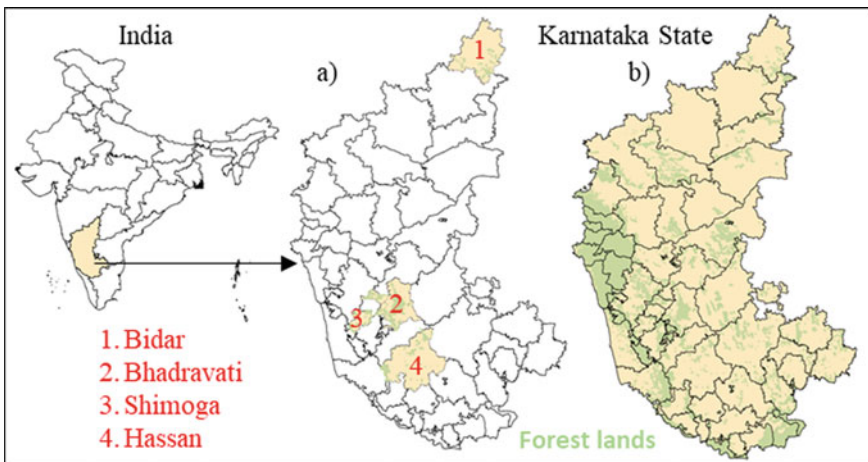 India
Karnataka State
a)
b)
1
2
3
4
1. Bidar
2. Bhadravati
3. Shimoga
4. Hassan
Forest lands